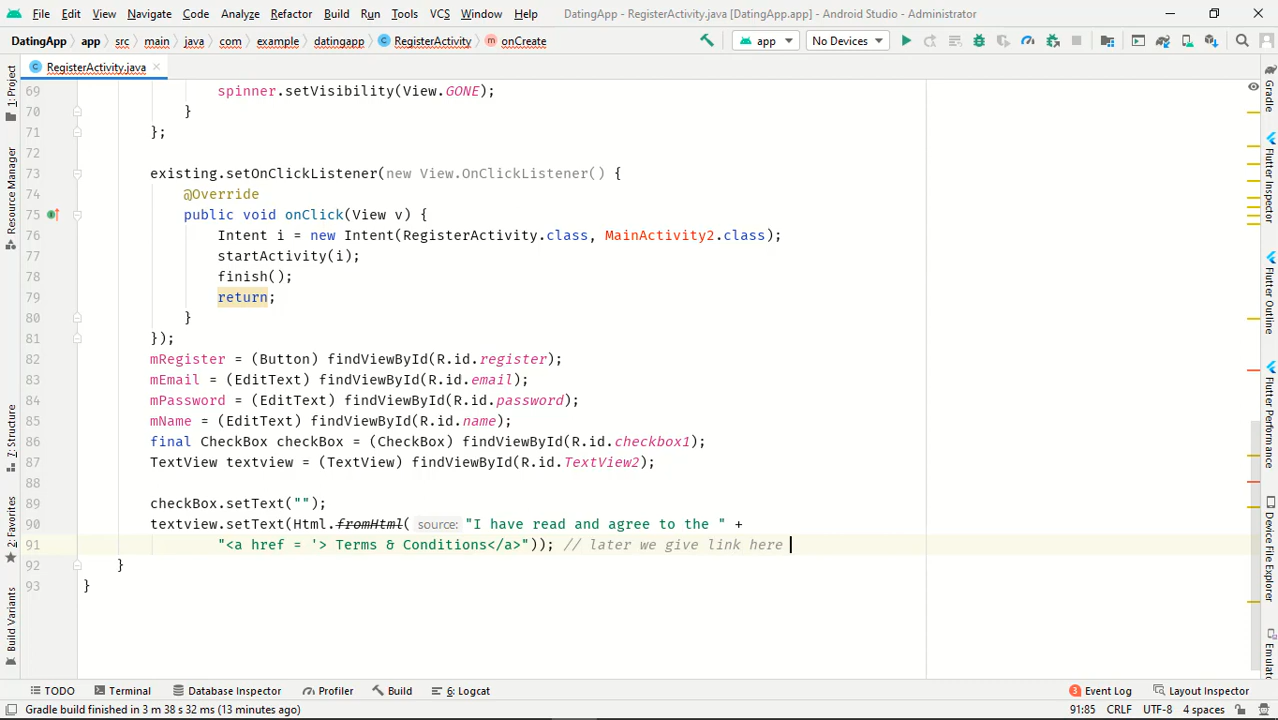 File Edit View Navigate Code Analyze Refactor Build Run Tools VCS Window Help DatingApp - RegisterActivity.java [DatingApp.app] - Android Studio - Administrator
DatingApp app src main java com example datingapp RegisterActivity onCreate app No Devices
RegisterActivity.java
69 spinner.setVisibility(View.GONE);
70 }
71 };
72
73 existing.setOnClickListener(new View.OnClickListener() {
74 @Override
75 public void onClick(View v) {
76 Intent i = new Intent(RegisterActivity.class, MainActivity2.class);
77 startActivity(i);
78 finish();
79 return;
80 }
81 });
82 mRegister = (Button) findViewById(R.id.register);
83 mEmail = (EditText) findViewById(R.id.email);
84 mPassword = (EditText) findViewById(R.id.password);
85 mName = (EditText) findViewById(R.id.name);
86 final CheckBox checkBox = (CheckBox) findViewById(R.id.checkbox1);
87 TextView textview = (TextView) findViewById(R.id.TextView2);
88
89 checkBox.setText("");
90 textview.setText(Html.fromHtml( source: "I have read and agree to the " +
91 "<a href = '> Terms & Conditions</a>")); // later we give link here
92 }
93 }
1: Project
Resource Manager
7: Structure
2: Favorites
Build Variants
Gradle
Flutter Inspector
Flutter Outline
Flutter Performance
Device File Explorer
Emulato
TODO Terminal Database Inspector Profiler Build 6: Logcat 3 Event Log Layout Inspector
Gradle build finished in 3 m 38 s 32 ms (13 minutes ago) 91:85 CRLF UTF-8 4 spaces